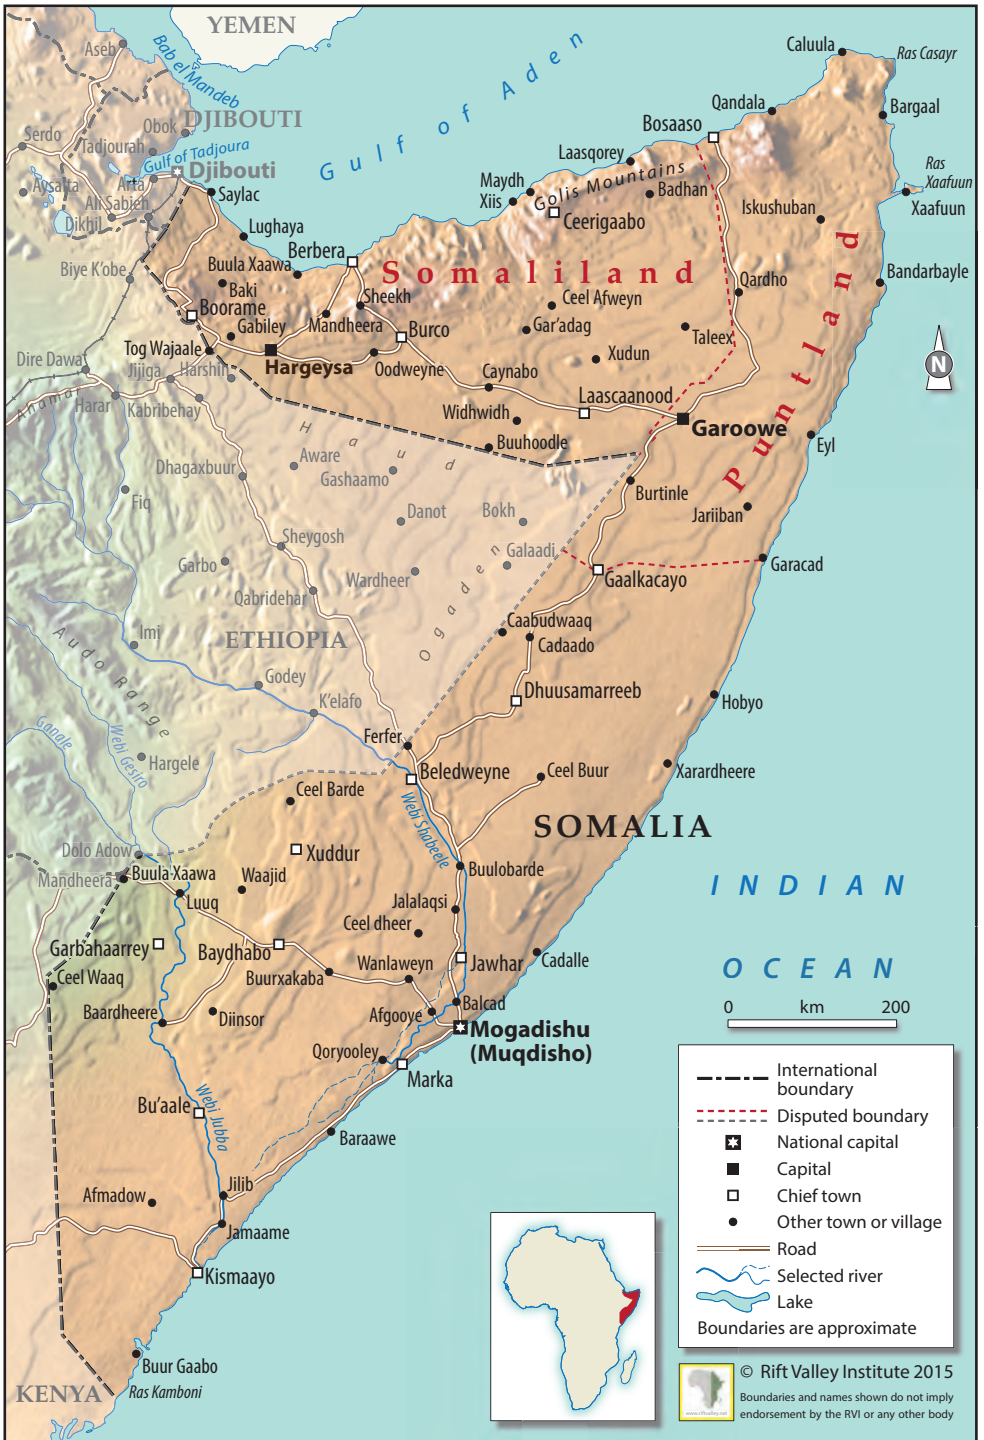 YEMEN
Aseb
Bab el Mandeb
Gulf of Aden
Caluula
Ras Casayr
Serdo
Obok
DJIBOUTI
Tadjourah
Gulf of Tadjoura
Djibouti
Qandala
Bargaal
Bosaaso
Laasqorey
Golis Mountains
Badhan
Ras
Xaafuun
Xaafuun
Aysaita
Arta
Ali Sabieh
Dikhil
Saylac
Maydh
Xiis
Ceerigaabo
Iskushuban
Lughaya
Berbera
Biye K'obe
Buula Xaawa
Somaliland
Puntland
Bandarbayle
Baki
Sheekh
Ceel Afweyn
Qardho
Boorame
Gabiley
Mandheera
Burco
Gar'adag
Taleex
Tog Wajaale
Dire Dawa
Jijiga
Harshin
Hargeysa
Oodweyne
Xudun
Caynabo
N
Ahamar
Harar
Kabribeyah
Laascaanood
Widhwidh
Garoowe
Haud
Buuhoodle
Eyl
Dhagaxbuur
Aware
Gashaamo
Burtinle
Fiq
Danot
Bokh
Jariiban
Sheygosh
Galaadi
Garbo
Wardheer
Ogaden
Gaalkacayo
Garacad
Qabridehar
ETHIOPIA
Caabudwaaq
Cadaado
Imi
Audo Range
Godey
Dhuusamarreeb
K'elafo
Hobyo
Ganale
Webi Gesiro
Ferfer
Hargele
Beledweyne
Ceel Buur
Xarardheere
Ceel Barde
Webi Shabeele
SOMALIA
Dolo Adow
Xuddur
Mandheera
Buula Xaawa
Waajid
Luuq
Buulobarde
INDIAN
OCEAN
Jalalaqsi
Ceel dheer
Garbahaarrey
Baydhabo
Buurxakaba
Wanlaweyn
Jawhar
Cadalle
Ceel Waaq
Baardheere
Diinsor
Afgooye
Balcad
Mogadishu
(Muqdisho)
Qoryooley
Marka
Bu'aale
Webi Jubba
Baraawe
Afmadow
Jilib
Jamaame
Kismaayo
Buur Gaabo
KENYA
Ras Kamboni
0 km 200
International
boundary
Disputed boundary
National capital
Capital
Chief town
Other town or village
Road
Selected river
Lake
Boundaries are approximate
www.riftvalley.net
© Rift Valley Institute 2015
Boundaries and names shown do not imply
endorsement by the RVI or any other body